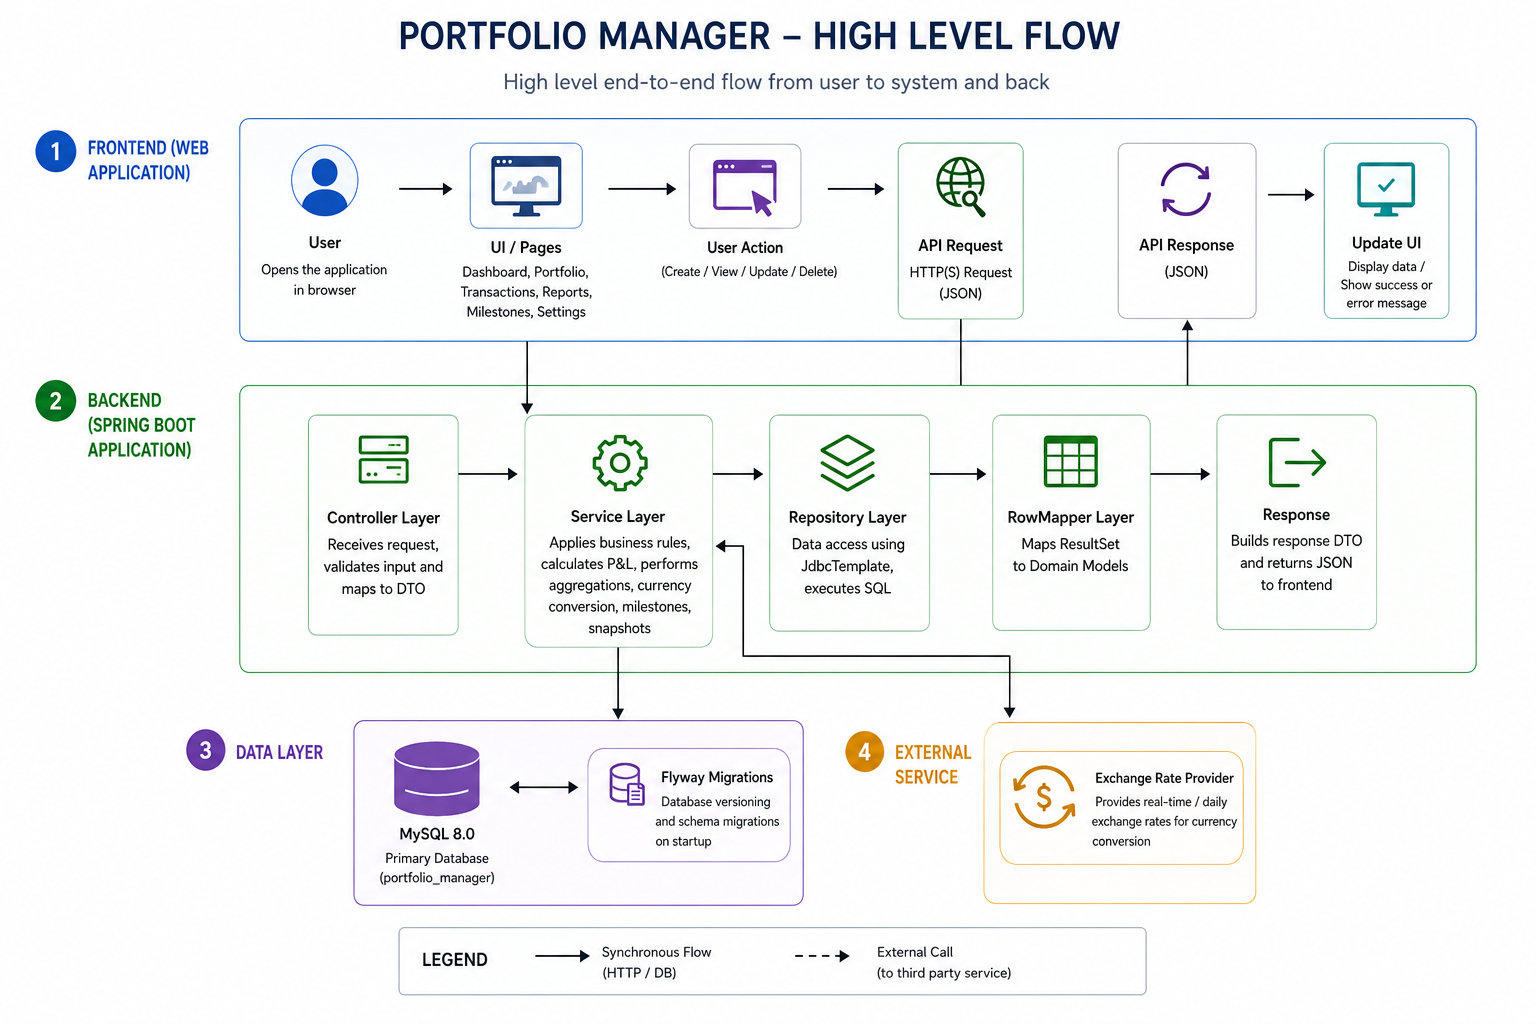 PORTFOLIO MANAGER – HIGH LEVEL FLOW
High level end-to-end flow from user to system and back
1
FRONTEND (WEB
APPLICATION)
User
Opens the application
in browser
UI / Pages
Dashboard, Portfolio,
Transactions, Reports,
Milestones, Settings
User Action
(Create / View / Update / Delete)
API Request
HTTP(S) Request
(JSON)
API Response
(JSON)
Update UI
Display data /
Show success or
error message
2
BACKEND
(SPRING BOOT
APPLICATION)
Controller Layer
Receives request,
validates input and
maps to DTO
Service Layer
Applies business rules,
calculates P&L, performs
aggregations, currency
conversion, milestones,
snapshots
Repository Layer
Data access using
JdbcTemplate,
executes SQL
RowMapper Layer
Maps ResultSet
to Domain Models
Response
Builds response DTO
and returns JSON
to frontend
3
DATA LAYER
MySQL 8.0
Primary Database
(portfolio_manager)
Flyway Migrations
Database versioning
and schema migrations
on startup
4
EXTERNAL
SERVICE
$
Exchange Rate Provider
Provides real-time / daily
exchange rates for currency
conversion
LEGEND
Synchronous Flow
(HTTP / DB)
External Call
(to third party service)